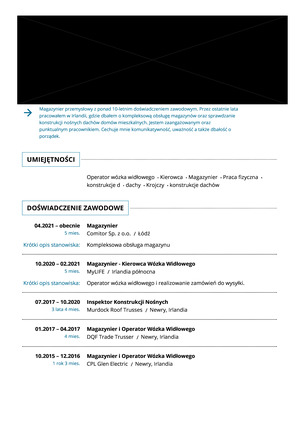 Magazynier przemysłowy z ponad 10-letnim doświadczeniem zawodowym. Przez ostatnie lata
pracowałem w Irlandii, gdzie dbałem o kompleksową obsługę magazynu oraz sprawdzanie
konstrukcji nośnych dachów domów mieszkalnych. Jestem zaangażowanym oraz
punktualnym pracownikiem. Cechuje mnie komunikatywność, uważność a także dbałość o
porządek.
UMIEJĘTNOŚCI
Operator wózka widłowego - Kierowca - Magazynier - Praca fizyczna -
konstrukcje d - dachy - Krojczy - konstrukcje dachów
DOŚWIADCZENIE ZAWODOWE
04.2021 – obecnie Magazynier
5 mies. Comitor Sp. z o.o. / Łódź
Krótki opis stanowiska: Kompleksowa obsługa magazynu
10.2020 – 02.2021 Magazynier - Kierowca Wózka Widłowego
5 mies. MyLIFE / Irlandia północna
Krótki opis stanowiska: Operator wózka widłowego i realizowanie zamówień do wysyłki.
07.2017 – 10.2020 Inspektor Konstrukcji Nośnych
3 lata 4 mies. Murdock Roof Trusses / Newry, Irlandia
01.2017 – 04.2017 Magazynier i Operator Wózka Widłowego
4 mies. DQF Trade Trusser / Newry, Irlandia
10.2015 – 12.2016 Magazynier i Operator Wózka Widłowego
1 rok 3 mies. CPL Glen Electric / Newry, Irlandia